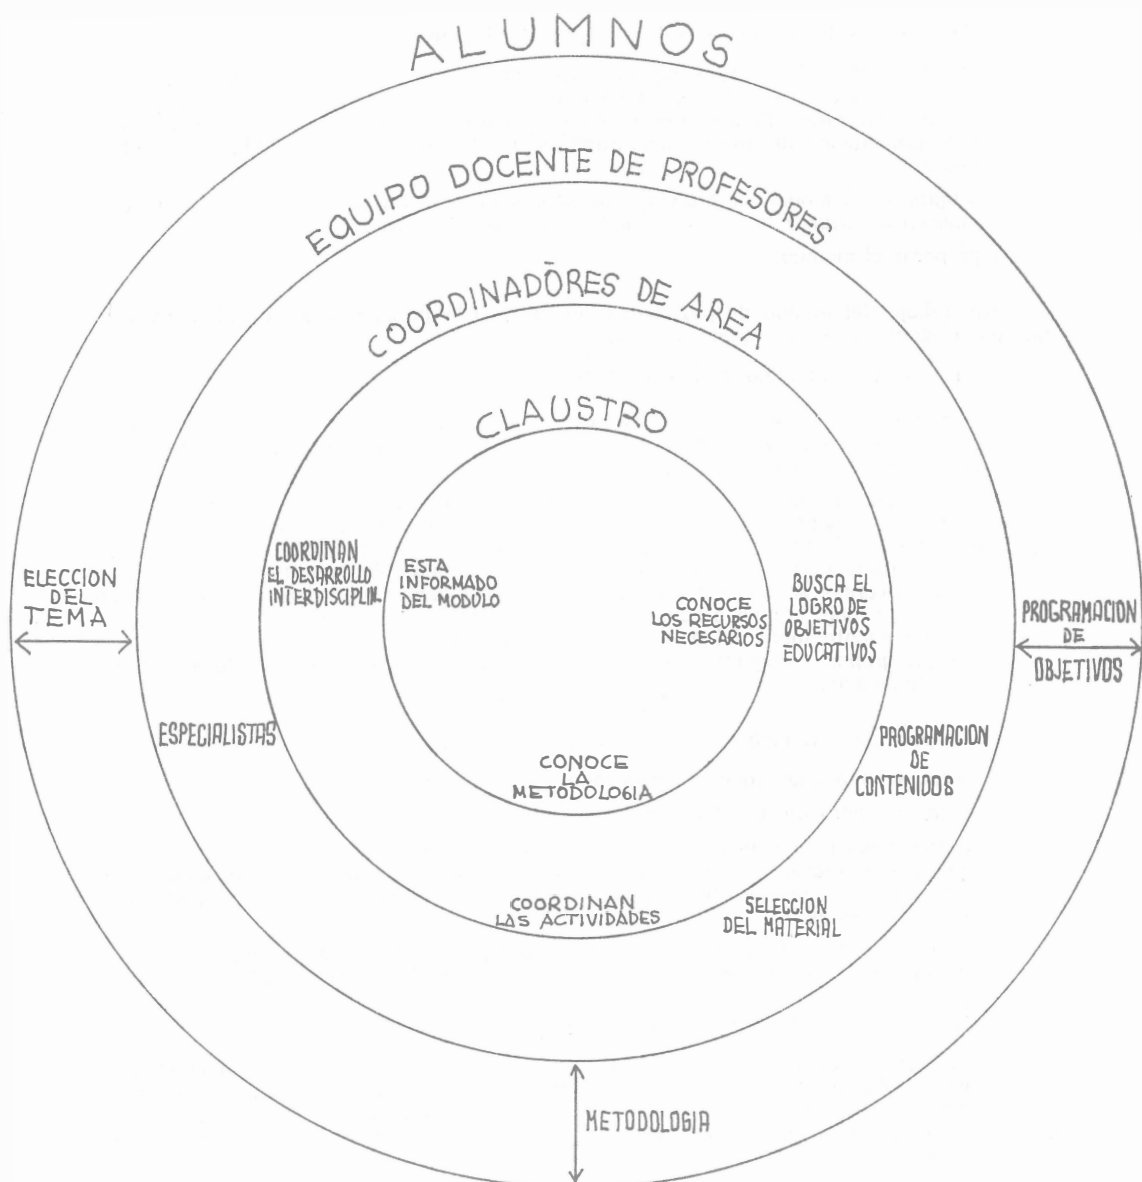 ALUMNOS
EQUIPO DOCENTE DE PROFESORES
COORDINADŌRES DE AREA
CLAUSTRO
ELECCION
DEL
TEMA
COORDINAN
EL DESARROLLO
INTERDISCIPLIN.
ESTA
INFORMADO
DEL MODULO
CONOCE
LOS RECURSOS
NECESARIOS
BUSCA EL
LOGRO DE
OBJETIVOS
EDUCATIVOS
PROGRAMACION
DE
OBJETIVOS
ESPECIALISTAS
CONOCE
LA
METODOLOGIA
PROGRAMACION
DE
CONTENIDOS
COORDINAN
LAS ACTIVIDADES
SELECCION
DEL MATERIAL
METODOLOGIA